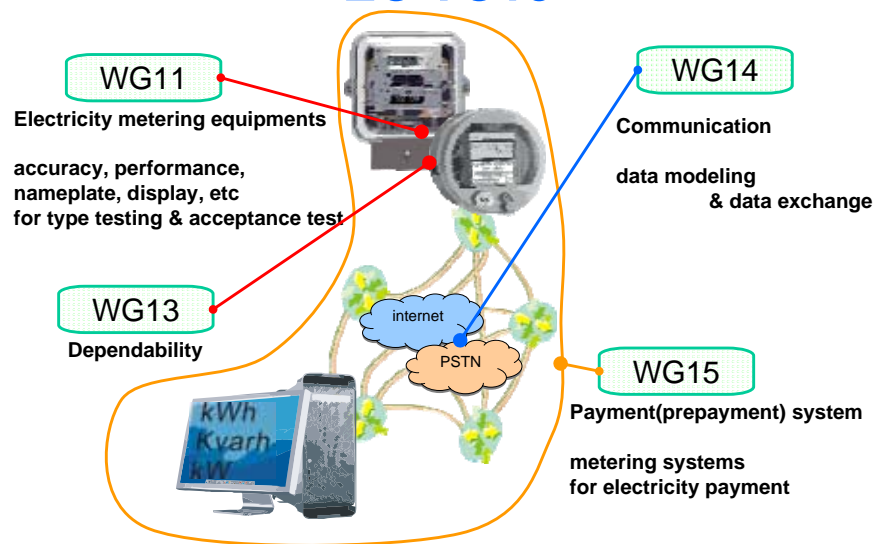 WG11
Electricity metering equipments
accuracy, performance,
nameplate, display, etc
for type testing & acceptance test
WG14
Communication
data modeling
& data exchange
WG13
Dependability
internet
PSTN
WG15
Payment(prepayment) system
metering systems
for electricity payment
kWh
Kvarh
kW